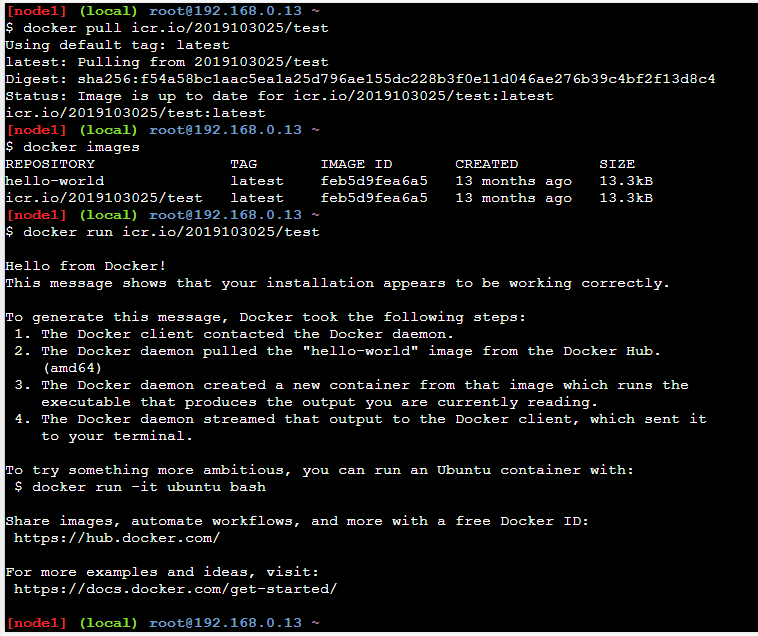 [node1] (local) root@192.168.0.13 ~
$ docker pull icr.io/2019103025/test
Using default tag: latest
latest: Pulling from 2019103025/test
Digest: sha256:f54a58bc1aac5ea1a25d796ae155dc228b3f0e11d046ae276b39c4bf2f13d8c4
Status: Image is up to date for icr.io/2019103025/test:latest
icr.io/2019103025/test:latest
[node1] (local) root@192.168.0.13 ~
$ docker images
REPOSITORY TAG IMAGE ID CREATED SIZE
hello-world latest feb5d9fea6a5 13 months ago 13.3kB
icr.io/2019103025/test latest feb5d9fea6a5 13 months ago 13.3kB
[node1] (local) root@192.168.0.13 ~
$ docker run icr.io/2019103025/test
Hello from Docker!
This message shows that your installation appears to be working correctly.
To generate this message, Docker took the following steps:
1. The Docker client contacted the Docker daemon.
2. The Docker daemon pulled the "hello-world" image from the Docker Hub.
(amd64)
3. The Docker daemon created a new container from that image which runs the
executable that produces the output you are currently reading.
4. The Docker daemon streamed that output to the Docker client, which sent it
to your terminal.
To try something more ambitious, you can run an Ubuntu container with:
$ docker run -it ubuntu bash
Share images, automate workflows, and more with a free Docker ID:
https://hub.docker.com/
For more examples and ideas, visit:
https://docs.docker.com/get-started/
[node1] (local) root@192.168.0.13 ~